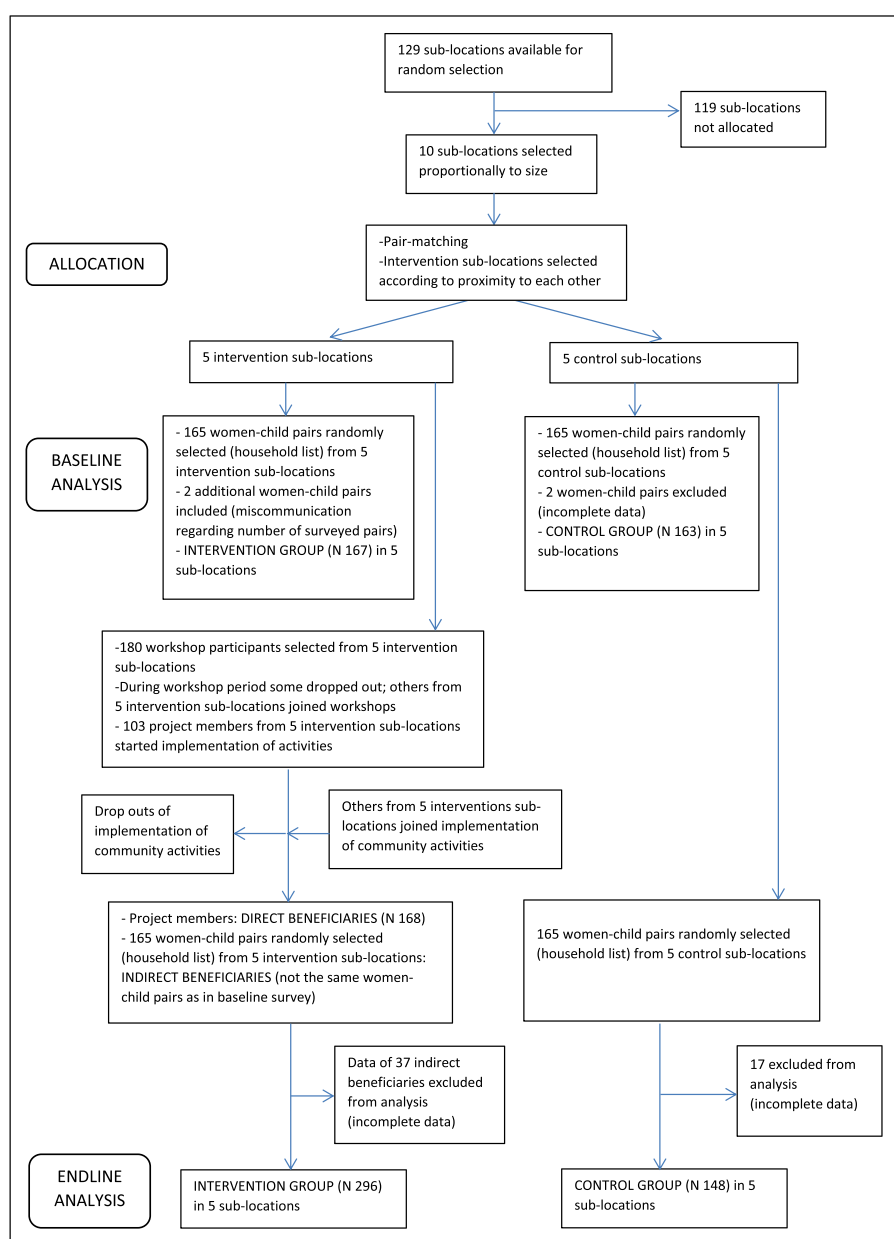 129 sub-locations available for
random selection
119 sub-locations
not allocated
10 sub-locations selected
proportionally to size
ALLOCATION
-Pair-matching
-Intervention sub-locations selected
according to proximity to each other
5 intervention sub-locations
5 control sub-locations
BASELINE
ANALYSIS
- 165 women-child pairs randomly
selected (household list) from 5
intervention sub-locations
- 2 additional women-child pairs
included (miscommunication
regarding number of surveyed pairs)
- INTERVENTION GROUP (N 167) in 5
sub-locations
- 165 women-child pairs randomly
selected (household list) from 5
control sub-locations
- 2 women-child pairs excluded
(incomplete data)
- CONTROL GROUP (N 163) in 5
sub-locations
-180 workshop participants selected from 5 intervention
sub-locations
-During workshop period some dropped out; others from
5 intervention sub-locations joined workshops
- 103 project members from 5 intervention sub-locations
started implementation of activities
Drop outs of
implementation of
community activities
Others from 5 interventions sub-
locations joined implementation
of community activities
- Project members: DIRECT BENEFICIARIES (N 168)
- 165 women-child pairs randomly selected
(household list) from 5 intervention sub-locations:
INDIRECT BENEFICIARIES (not the same women-
child pairs as in baseline survey)
165 women-child pairs randomly selected
(household list) from 5 control sub-locations
Data of 37 indirect
beneficiaries excluded
from analysis
(incomplete data)
17 excluded from
analysis
(incomplete data)
ENDLINE
ANALYSIS
INTERVENTION GROUP (N 296)
in 5 sub-locations
CONTROL GROUP (N 148) in 5
sub-locations